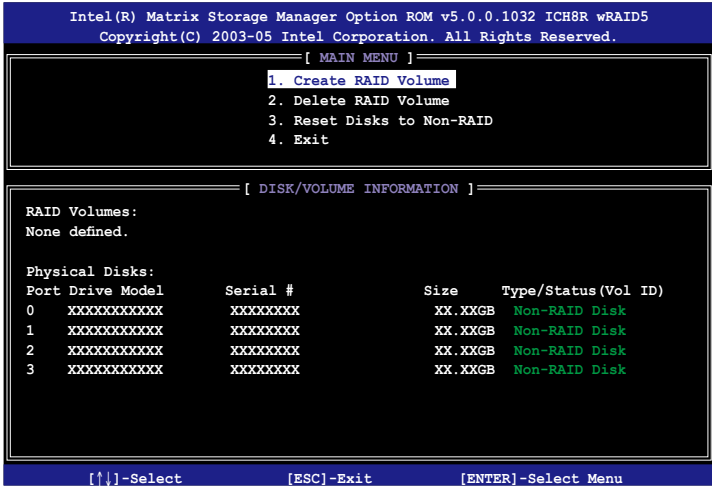 Intel(R) Matrix Storage Manager Option ROM v5.0.0.1032 ICH8R wRAID5
Copyright(C) 2003-05 Intel Corporation. All Rights Reserved.
[ MAIN MENU ]
1. Create RAID Volume
2. Delete RAID Volume
3. Reset Disks to Non-RAID
4. Exit
[ DISK/VOLUME INFORMATION ]
RAID Volumes:
None defined.
Physical Disks:
Port Drive Model Serial # Size Type/Status(Vol ID)
0 XXXXXXXXXXX XXXXXXXX XX.XXGB Non-RAID Disk
1 XXXXXXXXXXX XXXXXXXX XX.XXGB Non-RAID Disk
2 XXXXXXXXXXX XXXXXXXX XX.XXGB Non-RAID Disk
3 XXXXXXXXXXX XXXXXXXX XX.XXGB Non-RAID Disk
[↑↓]-Select [ESC]-Exit [ENTER]-Select Menu